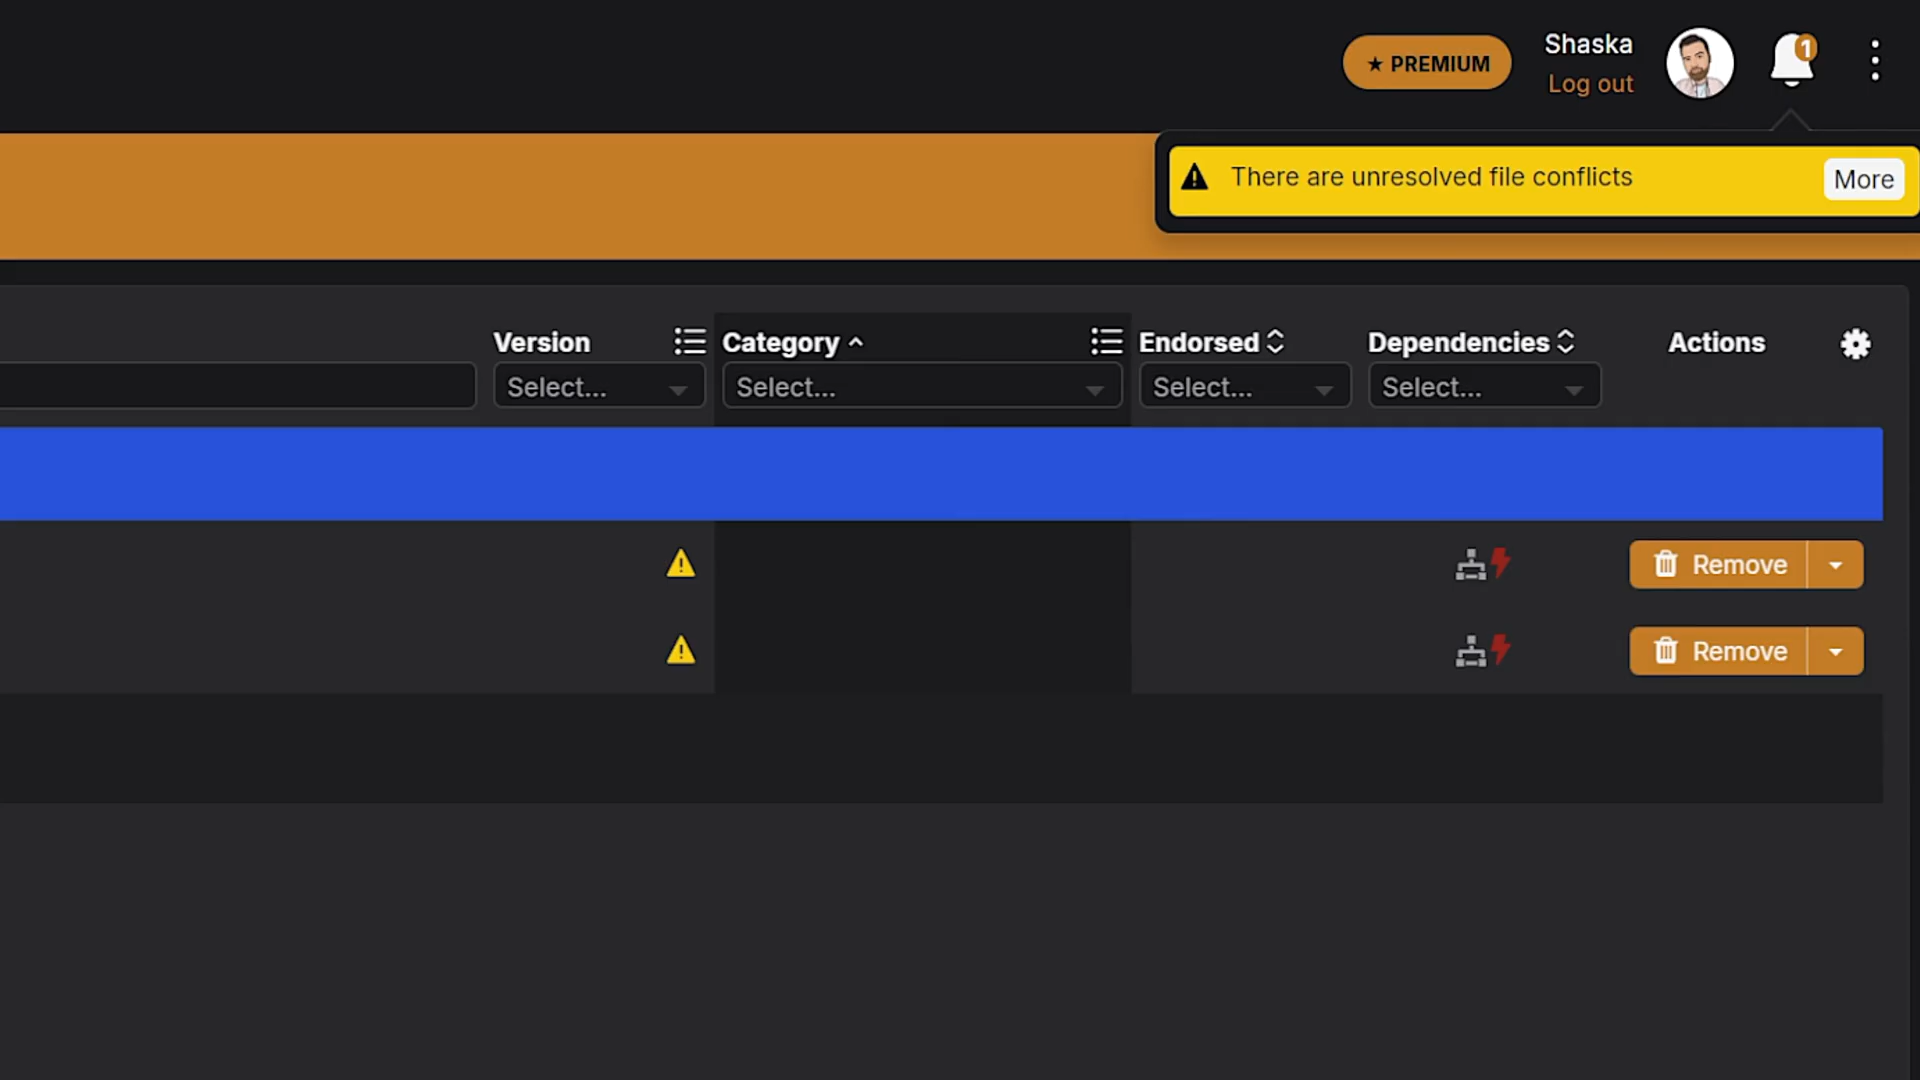 ★ PREMIUM
Shaska
Log out
1
There are unresolved file conflicts
More
Version
Category
Endorsed
Dependencies
Actions
Select...
Select...
Select...
Select...
Remove
Remove